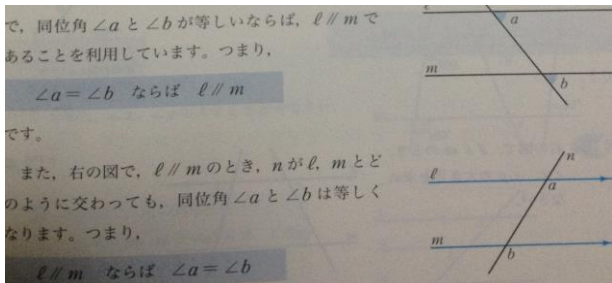 で，同位角∠aと∠bが等しいならば，ℓ∥mで
あることを利用しています。つまり，
∠a＝∠b　ならば　ℓ∥m
です。
また，右の図で，ℓ∥mのとき，nがℓ，mとど
のように交わっても，同位角∠aと∠bは等しく
なります。つまり，
ℓ∥m　ならば　∠a＝∠b
a
m
b
n
ℓ
a
m
b